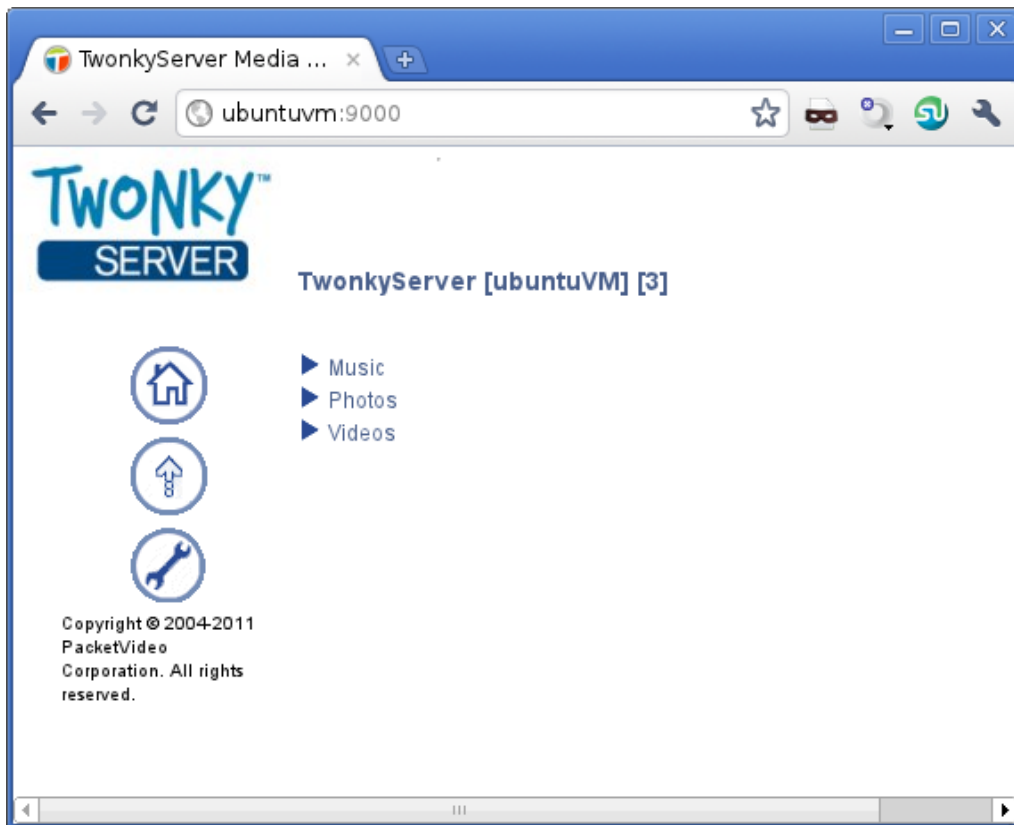 TwonkyServer Media ...
ubuntuvm:9000
TWONKY™
SERVER
TwonkyServer [ubuntuVM] [3]
Music
Photos
Videos
Copyright © 2004-2011
PacketVideo
Corporation. All rights
reserved.